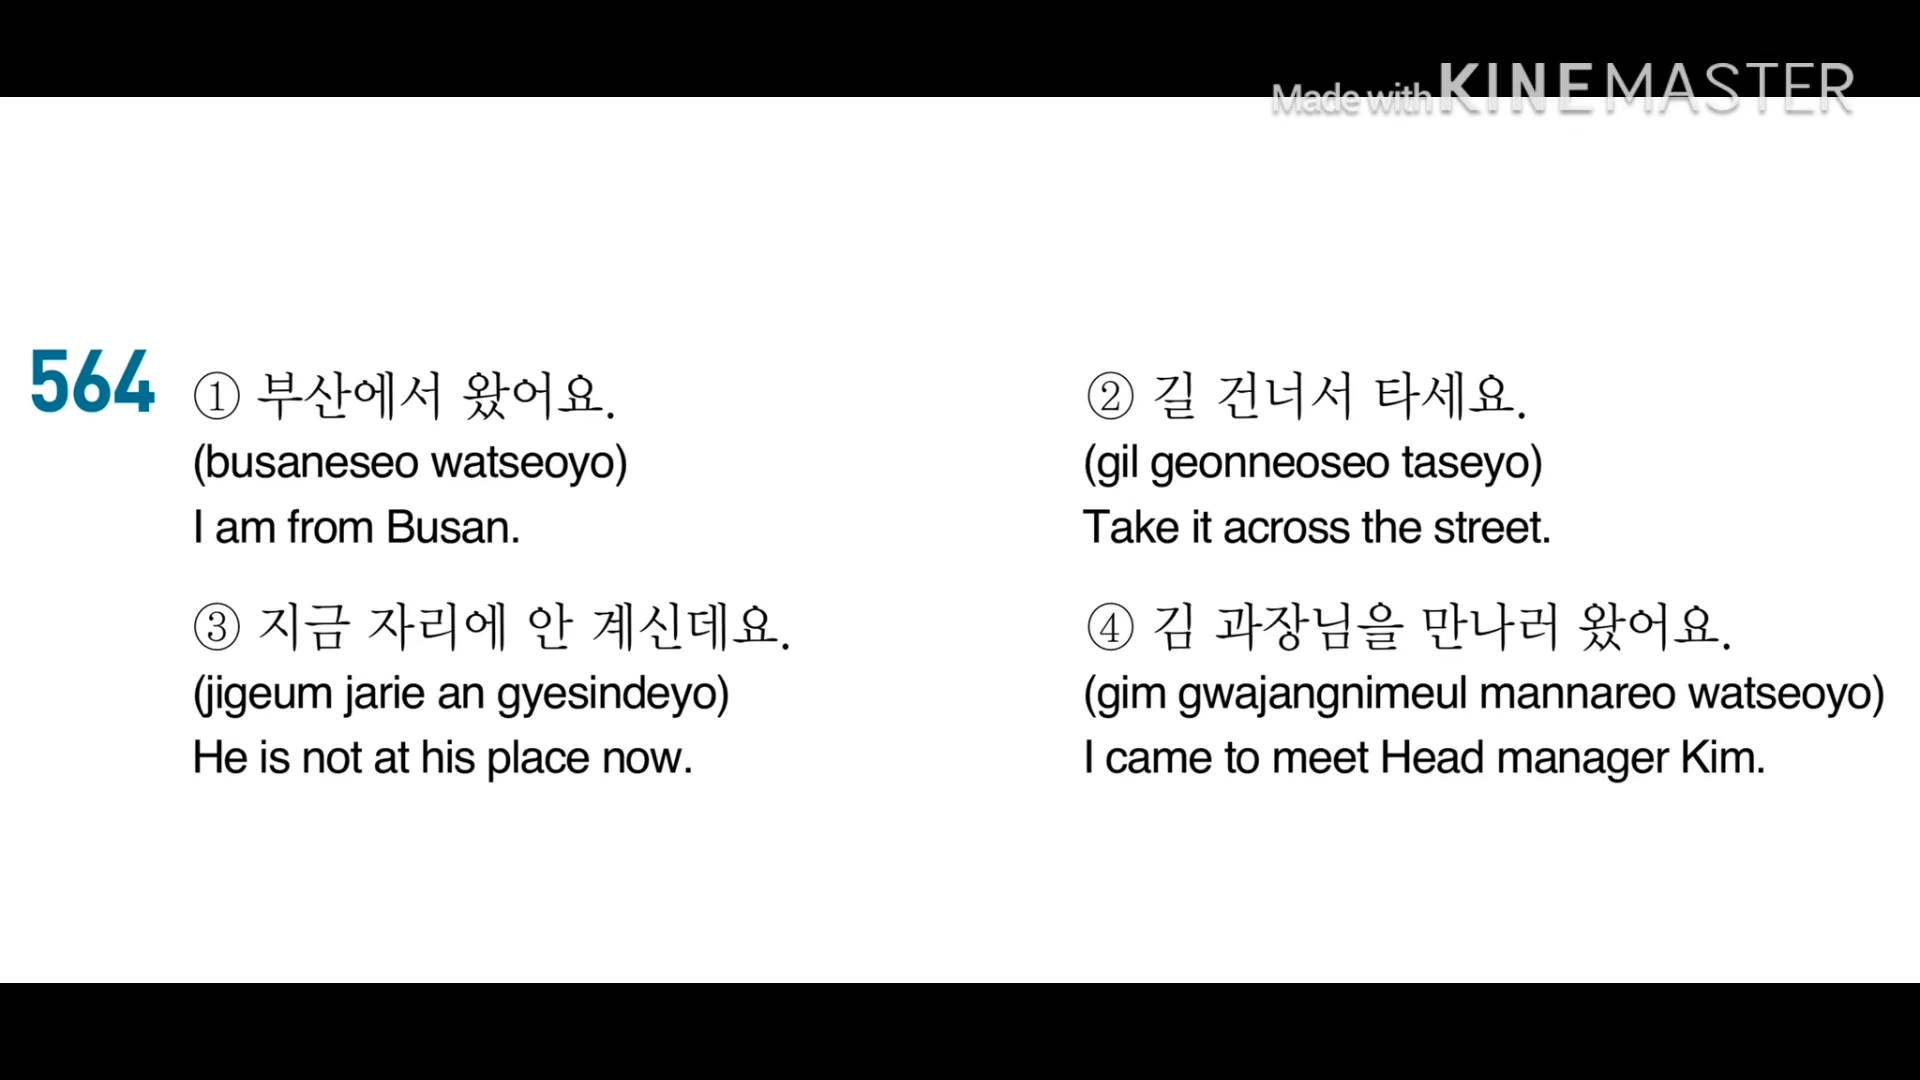 Made with KINEMASTER
564
① 부산에서 왔어요.
(busaneseo watseoyo)
I am from Busan.
② 길 건너서 타세요.
(gil geonneoseo taseyo)
Take it across the street.
③ 지금 자리에 안 계신데요.
(jigeum jarie an gyesindeyo)
He is not at his place now.
④ 김 과장님을 만나러 왔어요.
(gim gwajangnimeul mannareo watseoyo)
I came to meet Head manager Kim.